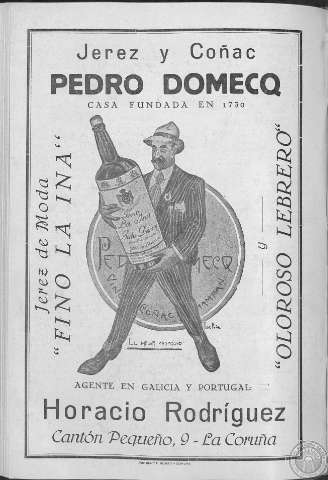 Jerez y Coñac
PEDRO DOMECQ
CASA FUNDADA EN 1730
Jerez de Moda
"FINO LA INA"
y
"OLOROSO LEBRERO"
PEDRO DOMECQ
COÑAC
AGENTE EN GALICIA Y PORTUGAL:
Horacio Rodríguez
Cantón Pequeño, 9 - La Coruña